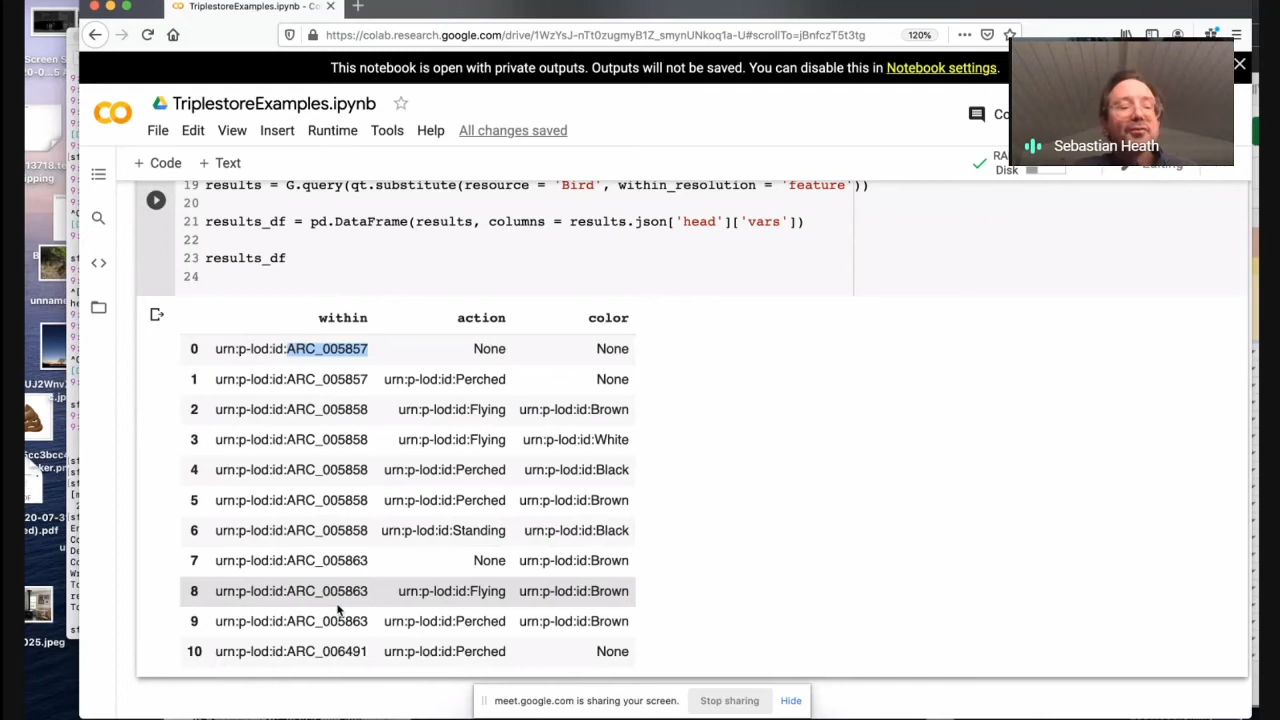 TriplestoreExamples.ipynb - Co
https://colab.research.google.com/drive/1WzYsJ-nTt0zugmyB1Z_smynUNkoq1a-U#scrollTo=jBnfczT5t3tg
120%
This notebook is open with private outputs. Outputs will not be saved. You can disable this in Notebook settings.
TriplestoreExamples.ipynb
File Edit View Insert Runtime Tools Help All changes saved
Sebastian Heath
+ Code + Text
Disk
Editing
19 results = G.query(qt.substitute(resource = 'Bird', within_resolution = 'feature'))
20
21 results_df = pd.DataFrame(results, columns = results.json['head']['vars'])
22
23 results_df
24
within action color
0 urn:p-lod:id:ARC_005857 None None
1 urn:p-lod:id:ARC_005857 urn:p-lod:id:Perched None
2 urn:p-lod:id:ARC_005858 urn:p-lod:id:Flying urn:p-lod:id:Brown
3 urn:p-lod:id:ARC_005858 urn:p-lod:id:Flying urn:p-lod:id:White
4 urn:p-lod:id:ARC_005858 urn:p-lod:id:Perched urn:p-lod:id:Black
5 urn:p-lod:id:ARC_005858 urn:p-lod:id:Perched urn:p-lod:id:Brown
6 urn:p-lod:id:ARC_005858 urn:p-lod:id:Standing urn:p-lod:id:Black
7 urn:p-lod:id:ARC_005863 None urn:p-lod:id:Brown
8 urn:p-lod:id:ARC_005863 urn:p-lod:id:Flying urn:p-lod:id:Brown
9 urn:p-lod:id:ARC_005863 urn:p-lod:id:Perched urn:p-lod:id:Brown
10 urn:p-lod:id:ARC_006491 urn:p-lod:id:Perched None
meet.google.com is sharing your screen. Stop sharing Hide